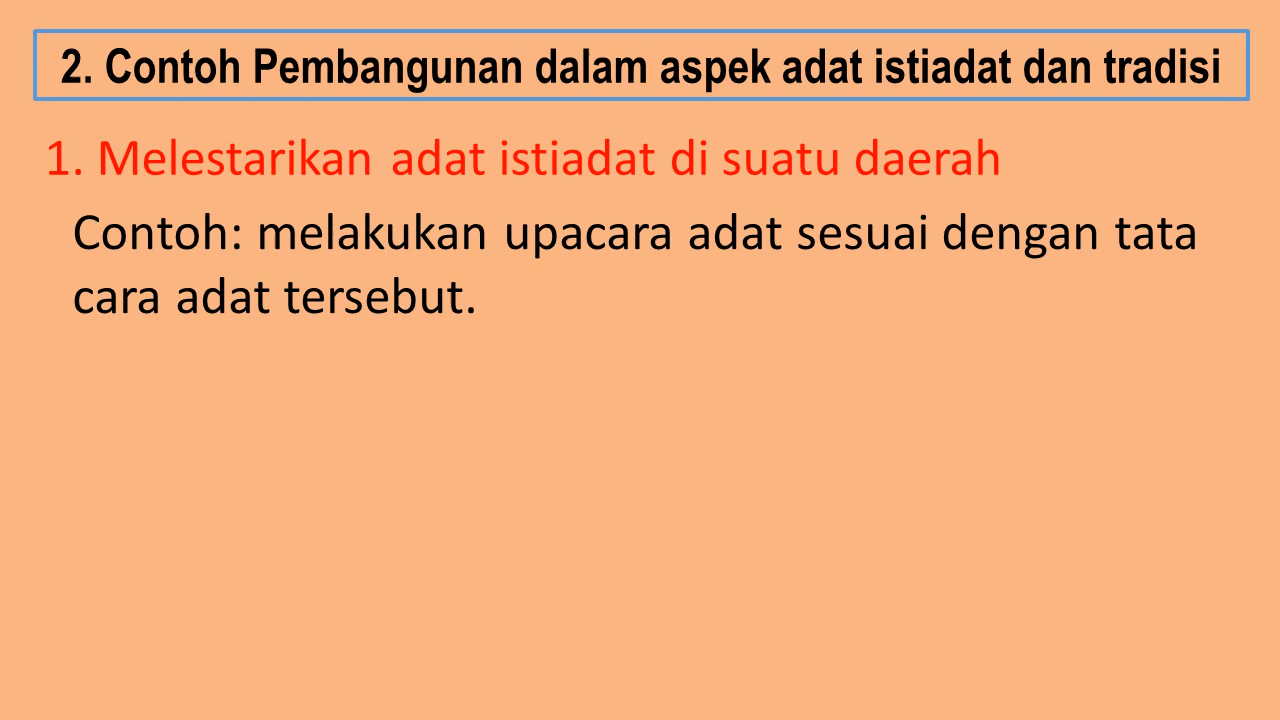 2. Contoh Pembangunan dalam aspek adat istiadat dan tradisi
1. Melestarikan adat istiadat di suatu daerah
Contoh: melakukan upacara adat sesuai dengan tata
cara adat tersebut.